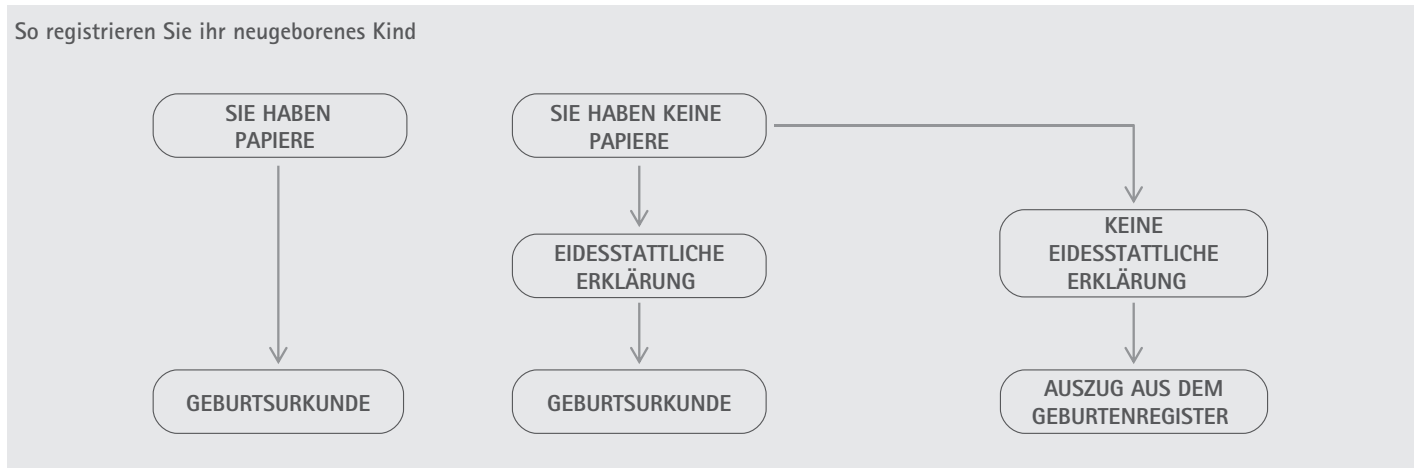 So registrieren Sie ihr neugeborenes Kind
SIE HABEN
PAPIERE
SIE HABEN KEINE
PAPIERE
EIDESSTATTLICHE
ERKLÄRUNG
KEINE
EIDESSTATTLICHE
ERKLÄRUNG
GEBURTSURKUNDE
GEBURTSURKUNDE
AUSZUG AUS DEM
GEBURTENREGISTER